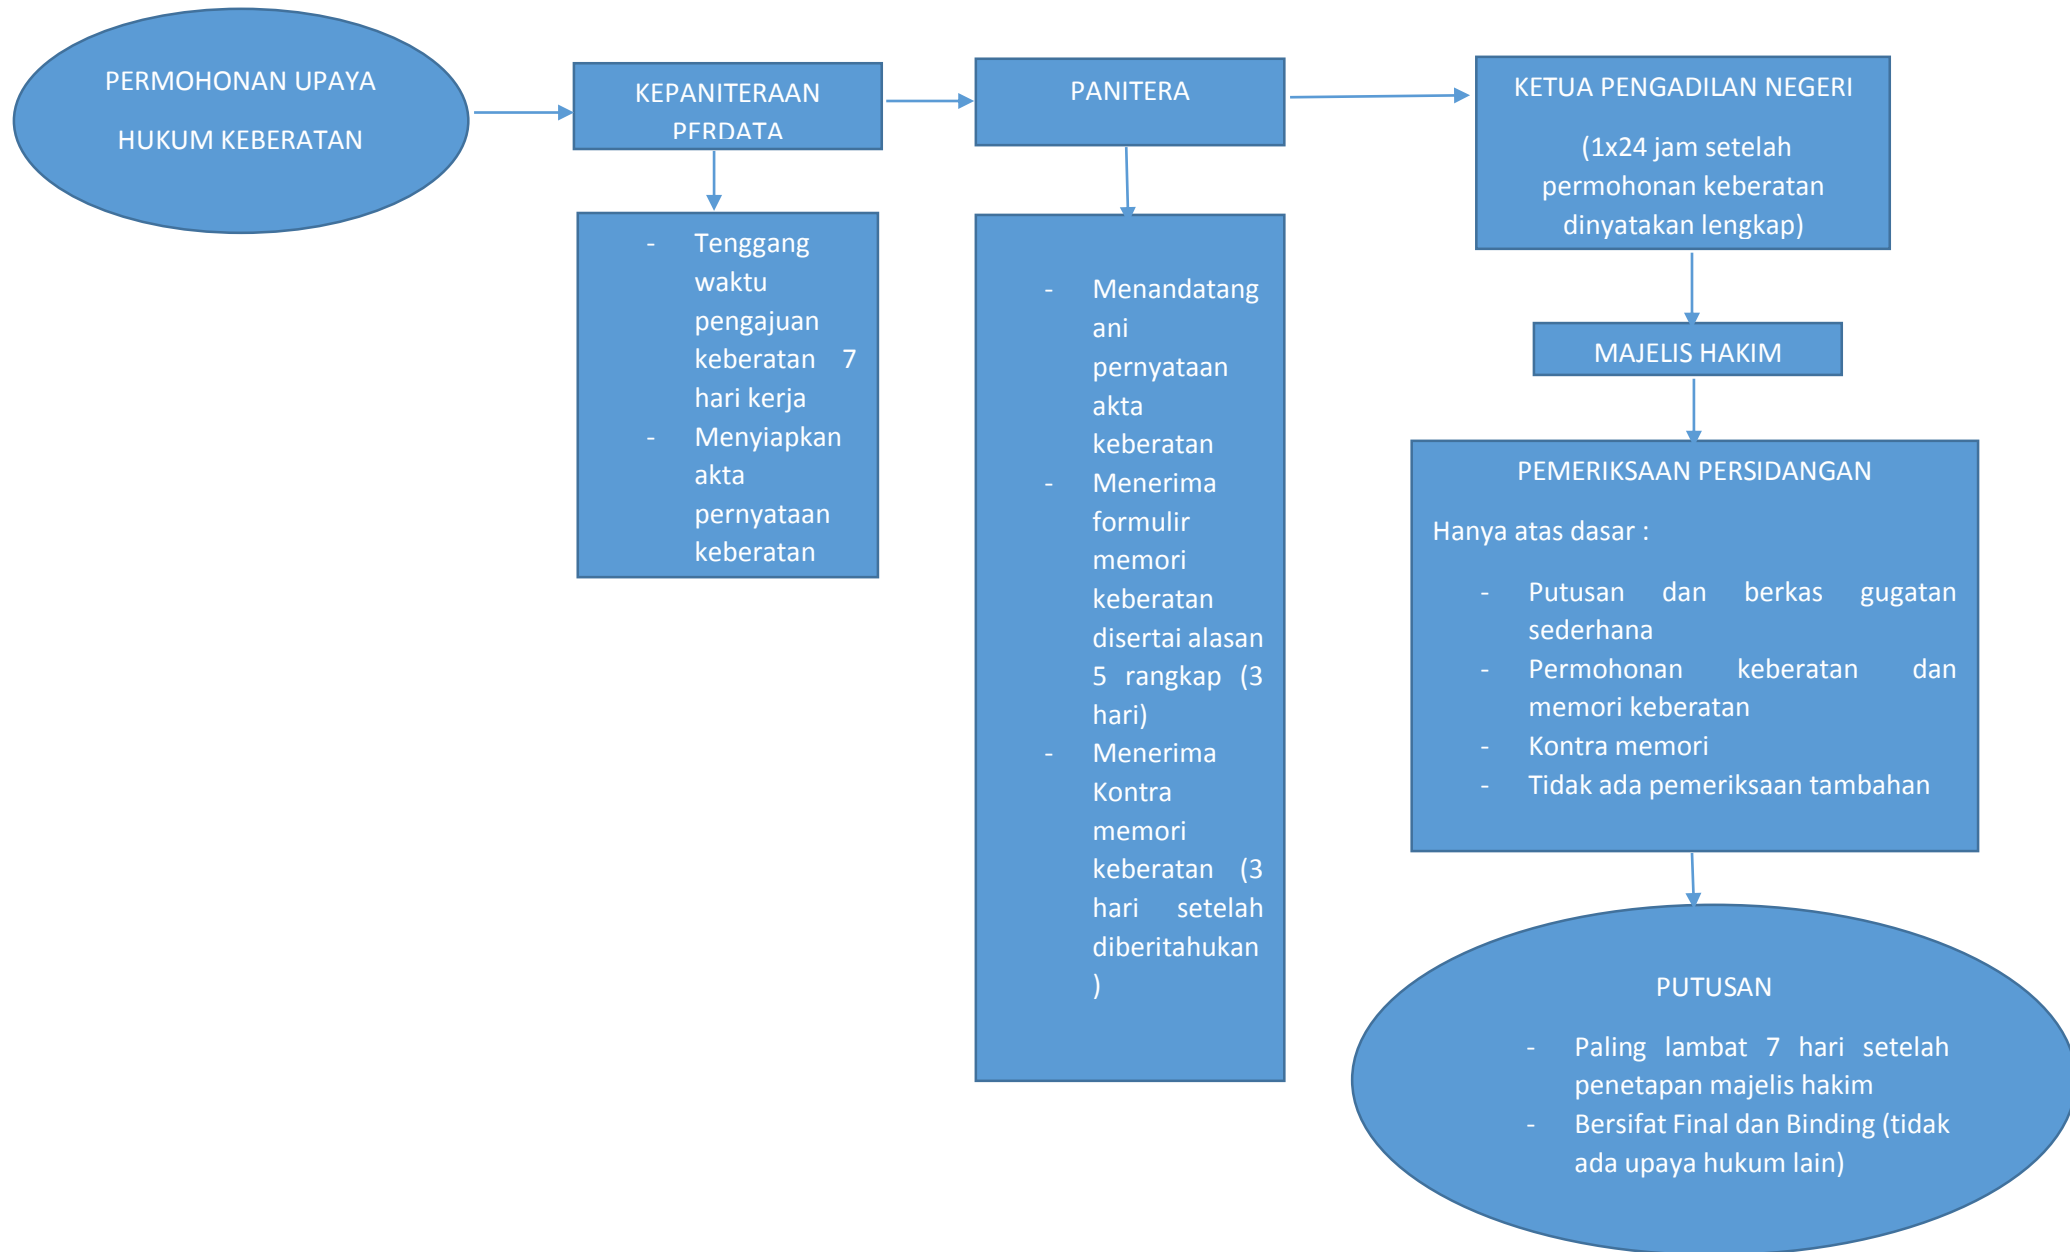 PERMOHONAN UPAYA
HUKUM KEBERATAN
KEPANITERAAN
PERDATA
- Tenggang
waktu
pengajuan
keberatan 7
hari kerja
- Menyiapkan
akta
pernyataan
keberatan
PANITERA
- Menandatang
ani
pernyataan
akta
keberatan
- Menerima
formulir
memori
keberatan
disertai alasan
5 rangkap (3
hari)
- Menerima
Kontra
memori
keberatan (3
hari setelah
diberitahukan
)
KETUA PENGADILAN NEGERI
(1x24 jam setelah
permohonan keberatan
dinyatakan lengkap)
MAJELIS HAKIM
PEMERIKSAAN PERSIDANGAN
Hanya atas dasar :
- Putusan dan berkas gugatan
sederhana
- Permohonan keberatan dan
memori keberatan
- Kontra memori
- Tidak ada pemeriksaan tambahan
PUTUSAN
- Paling lambat 7 hari setelah
penetapan majelis hakim
- Bersifat Final dan Binding (tidak
ada upaya hukum lain)